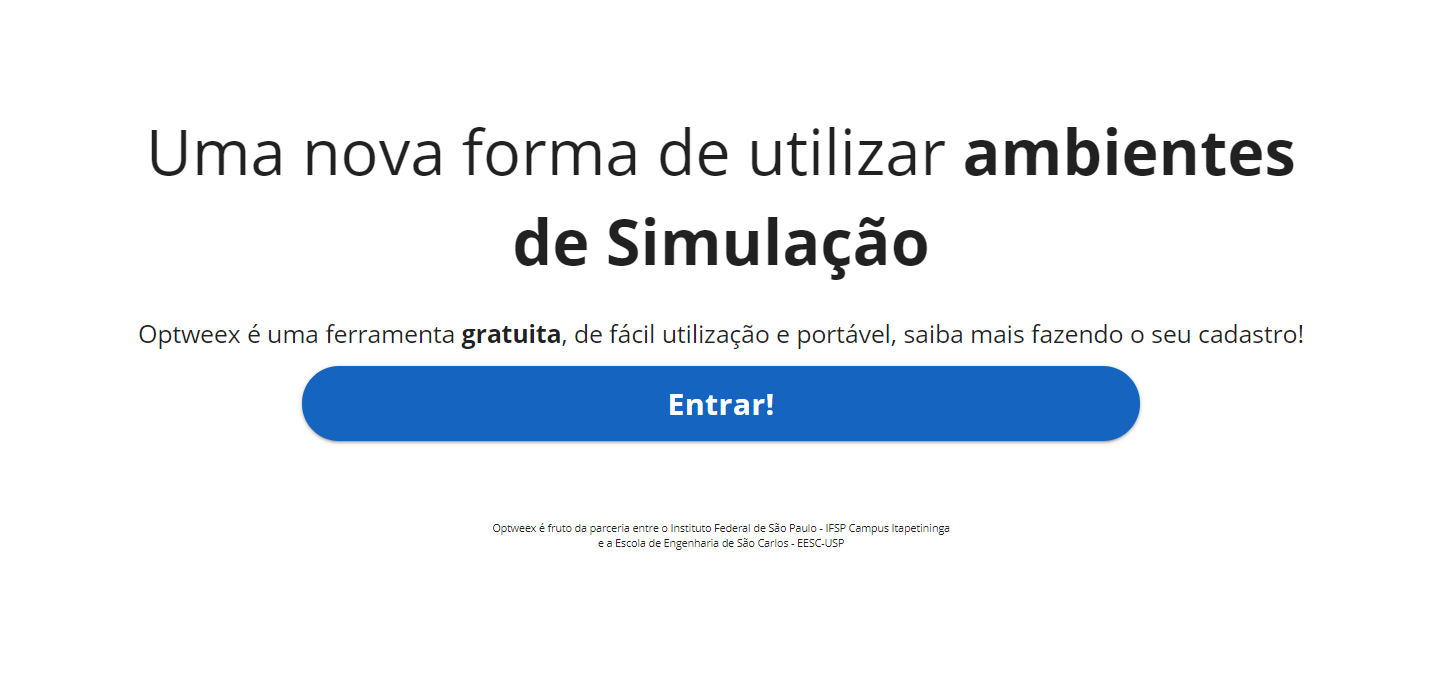 Uma nova forma de utilizar ambientes
de Simulação
Optweex é uma ferramenta gratuita, de fácil utilização e portável, saiba mais fazendo o seu cadastro!
Entrar!
Optweex é fruto da parceria entre o Instituto Federal de São Paulo - IFSP Campus Itapetininga
e a Escola de Engenharia de São Carlos - EESC-USP